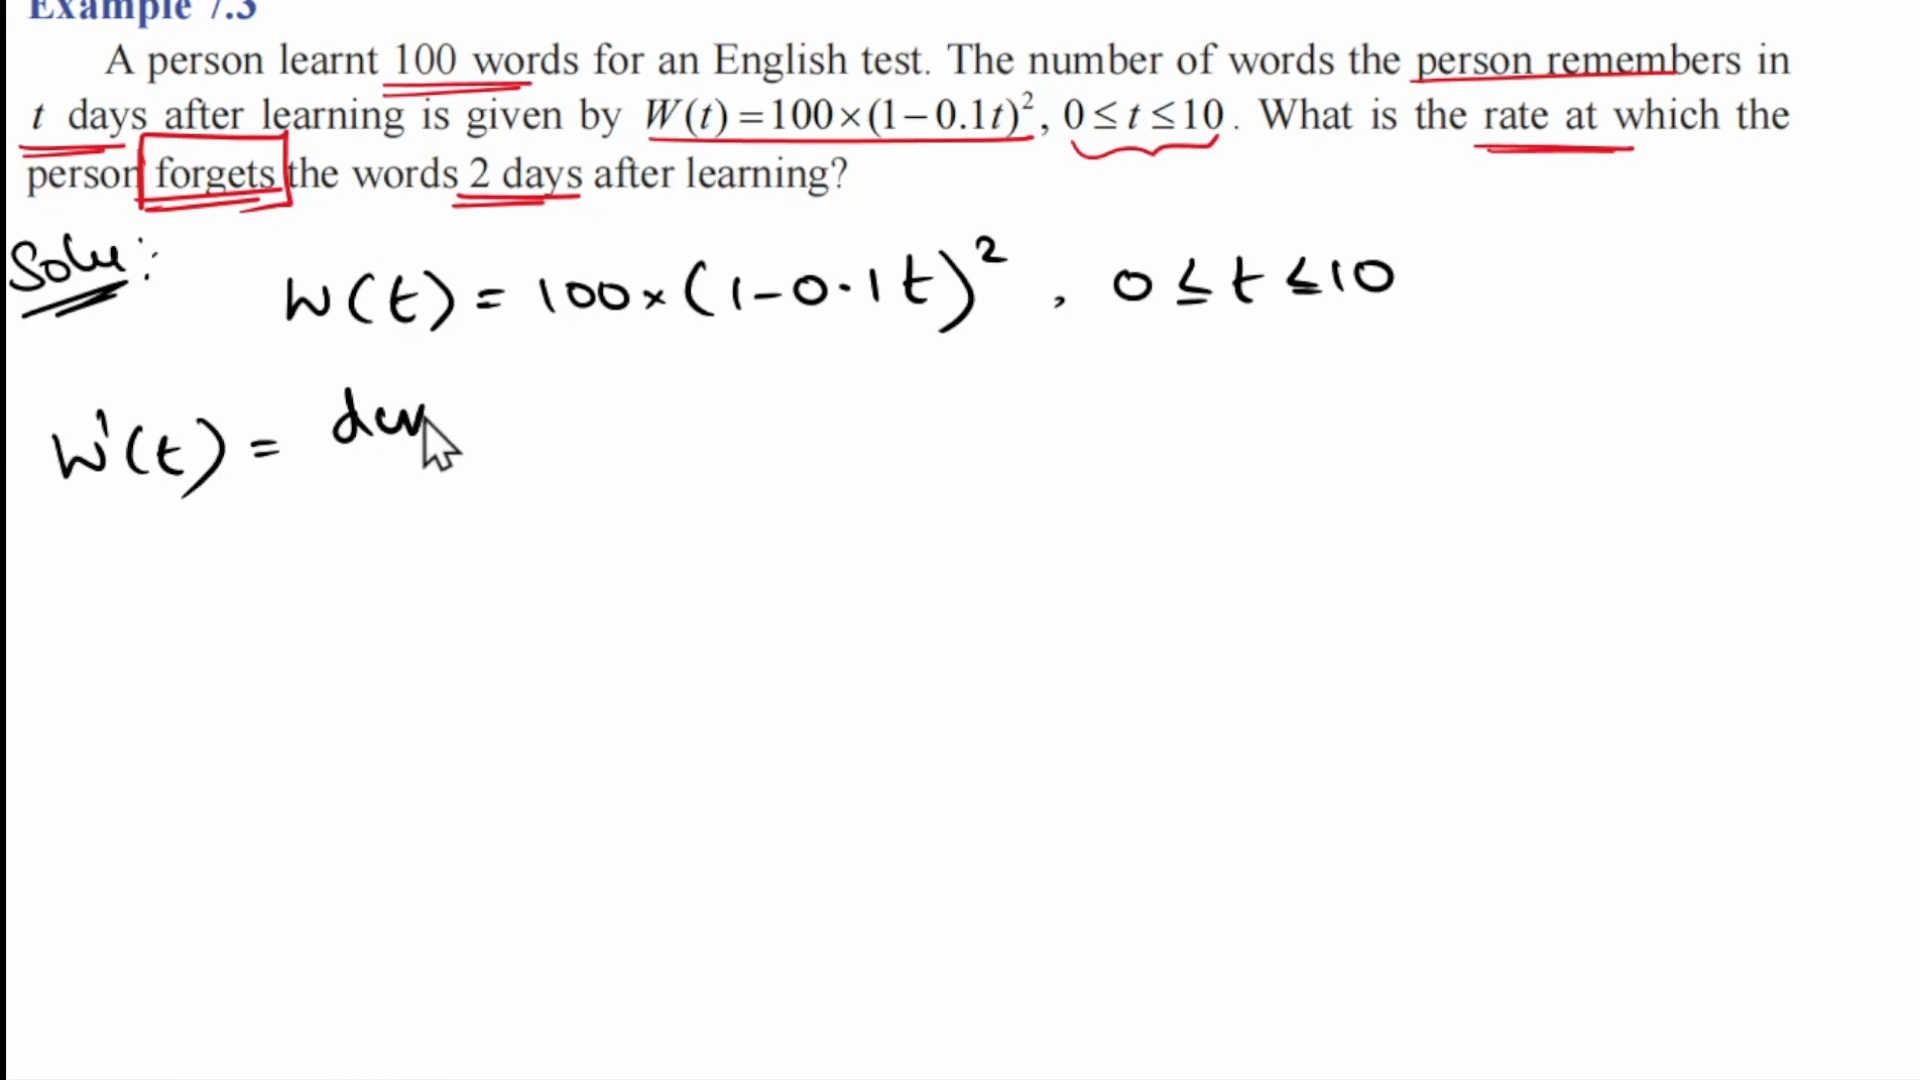 Example 7.3
A person learnt 100 words for an English test. The number of words the person remembers in
t days after learning is given by W(t)=100×(1−0.1t)², 0≤t≤10. What is the rate at which the
person forgets the words 2 days after learning?
Solu:
W(t) = 100×(1-0.1t)², 0≤t≤10
W'(t) = dw